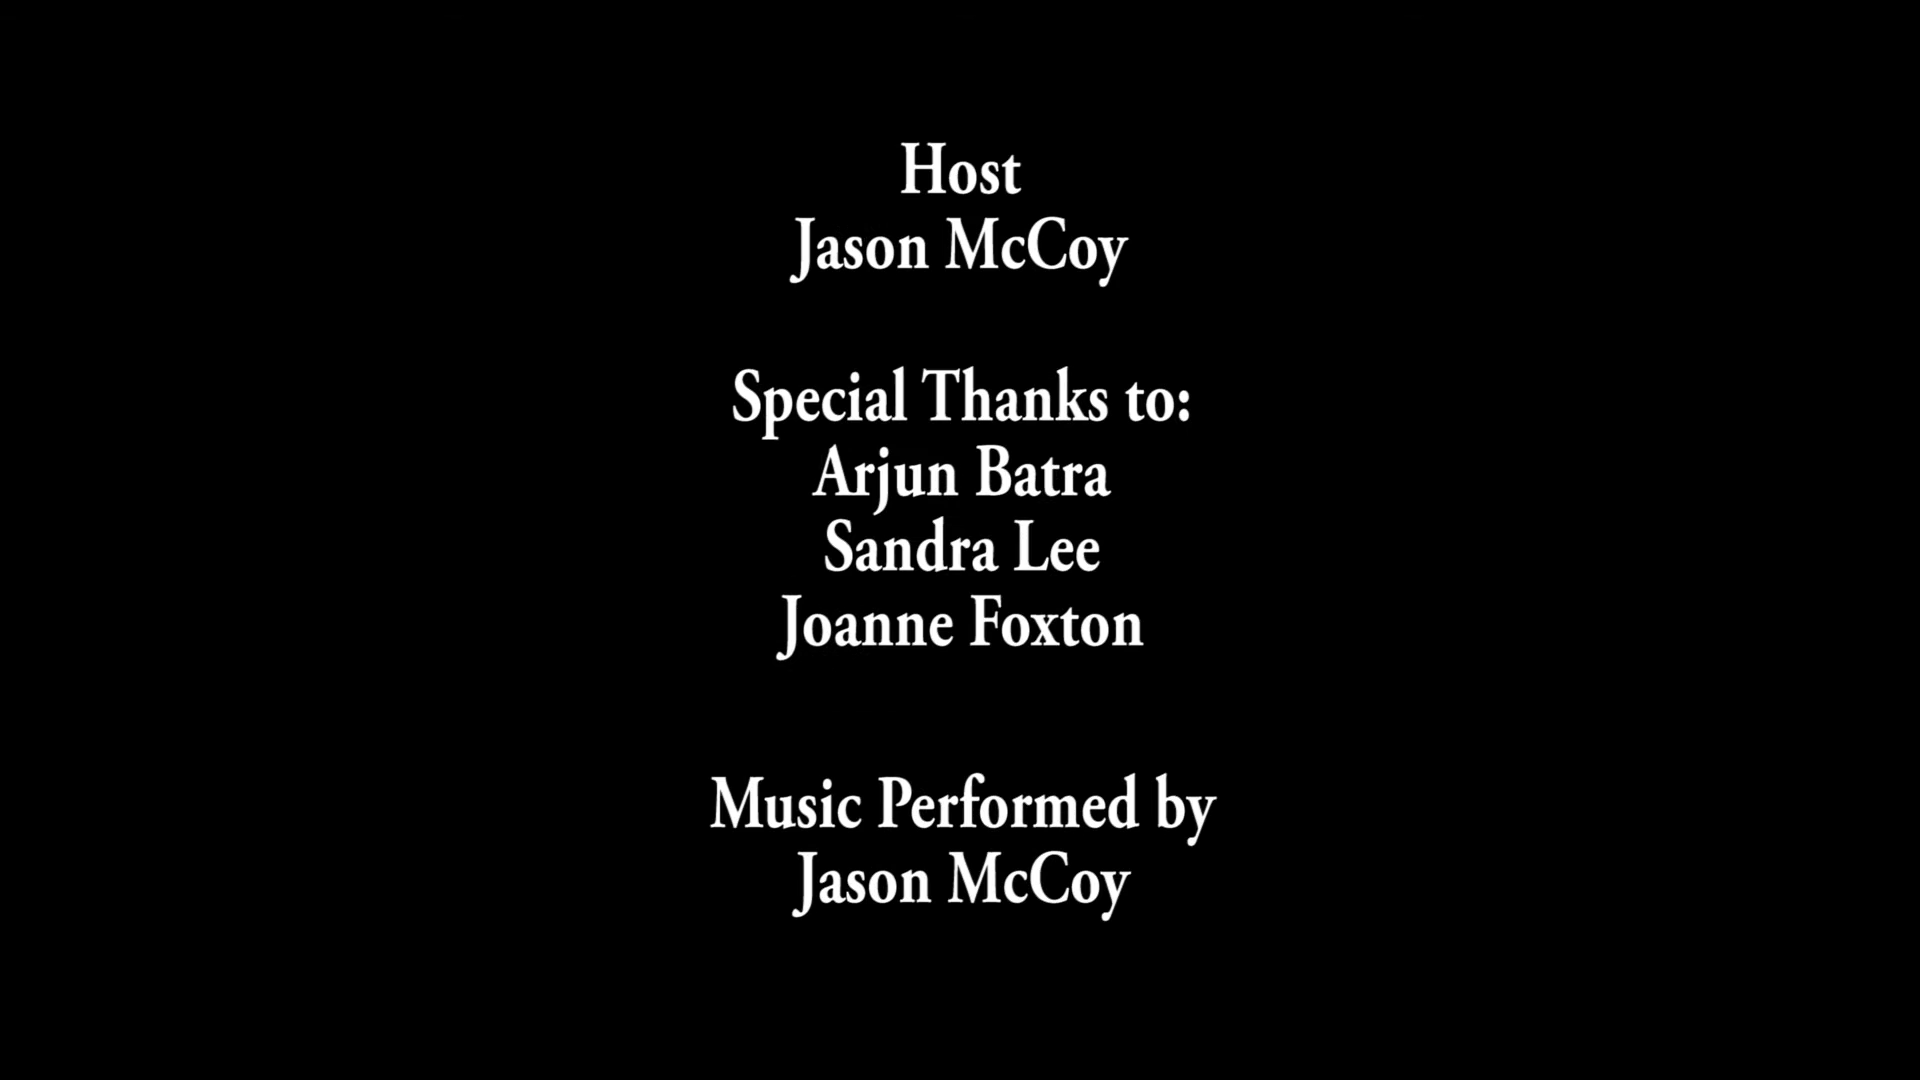 Host
Jason McCoy
Special Thanks to:
Arjun Batra
Sandra Lee
Joanne Foxton
Music Performed by
Jason McCoy